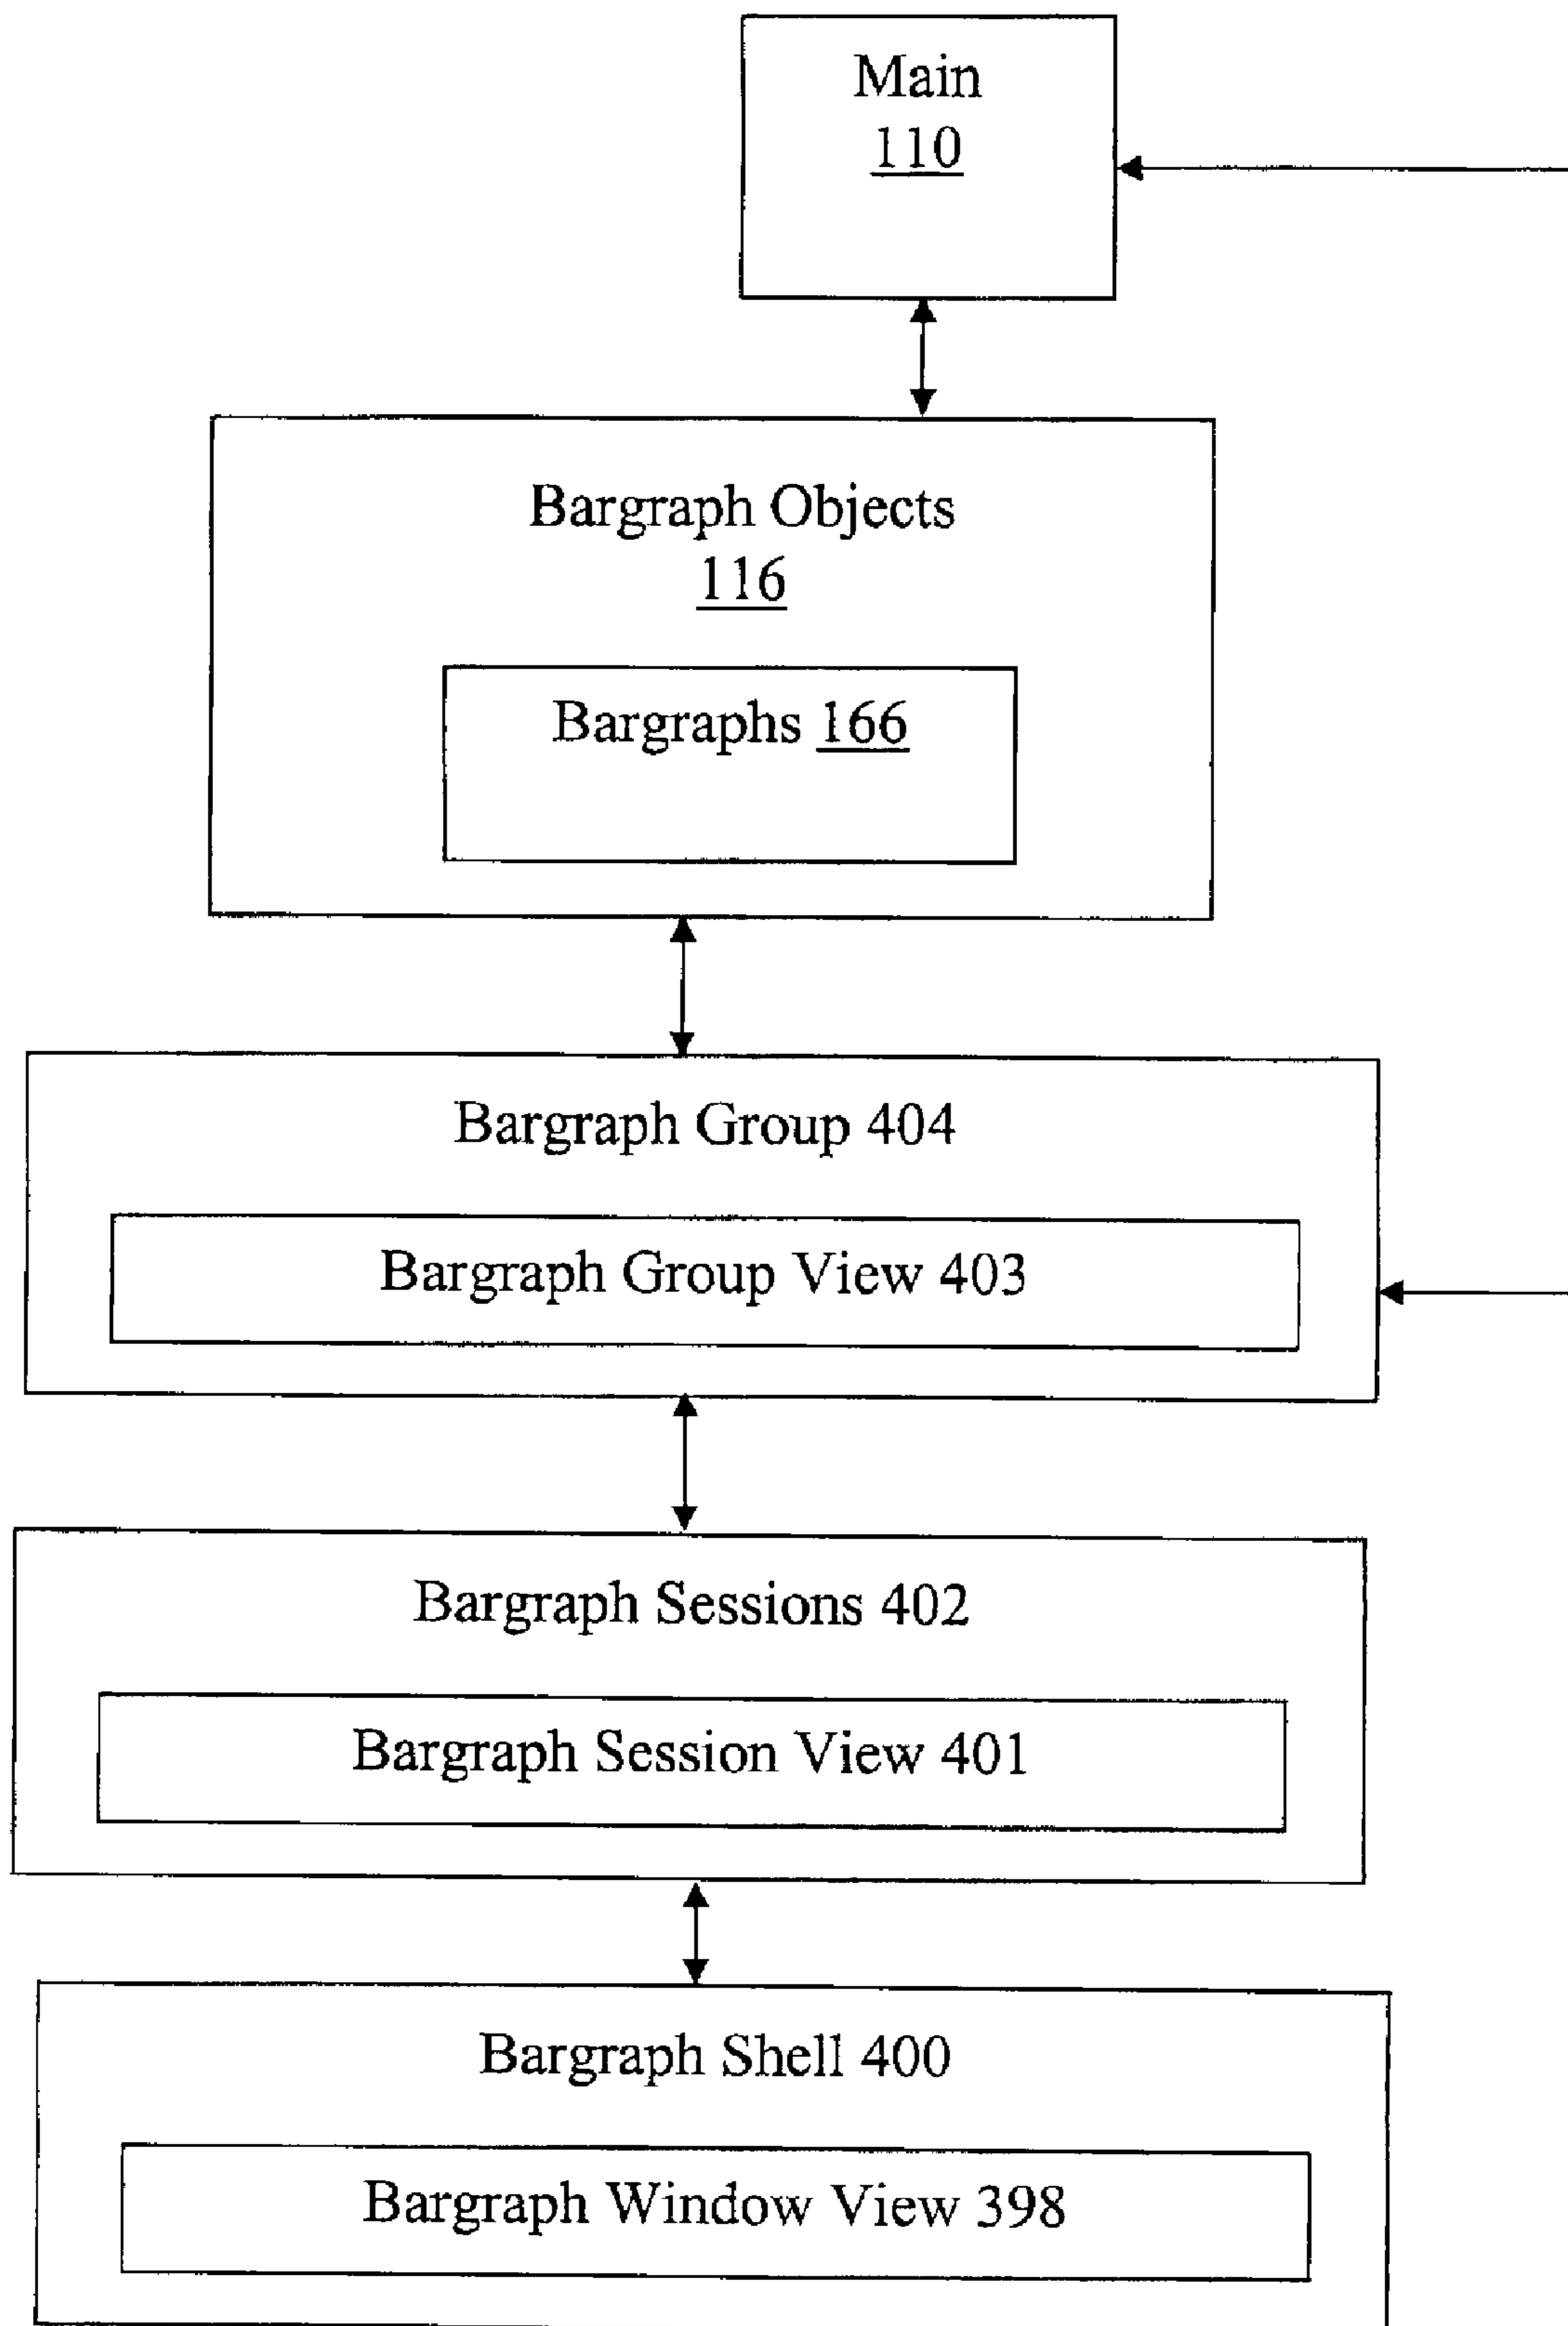 Main
110
Bargraph Objects
116
Bargraphs 166
Bargraph Group 404
Bargraph Group View 403
Bargraph Sessions 402
Bargraph Session View 401
Bargraph Shell 400
Bargraph Window View 398